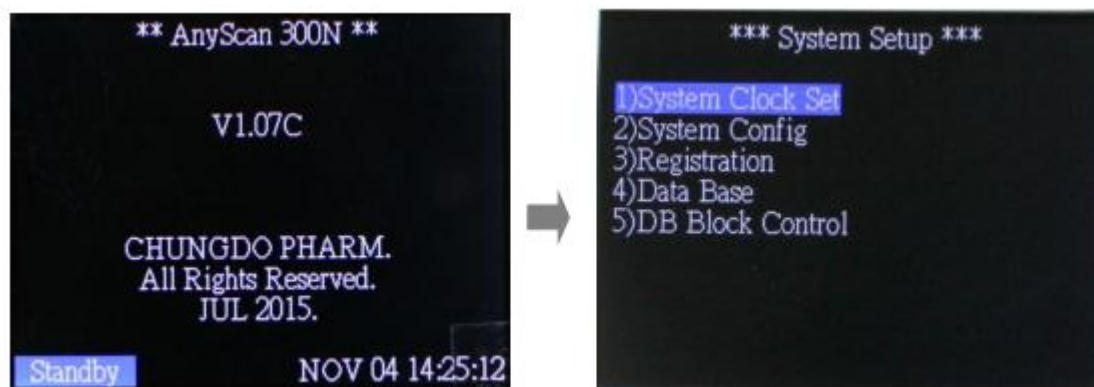 ** AnyScan 300N **
V1.07C
CHUNGDO PHARM.
All Rights Reserved.
JUL 2015.
Standby
NOV 04 14:25:12
*** System Setup ***
1)System Clock Set
2)System Config
3)Registration
4)Data Base
5)DB Block Control